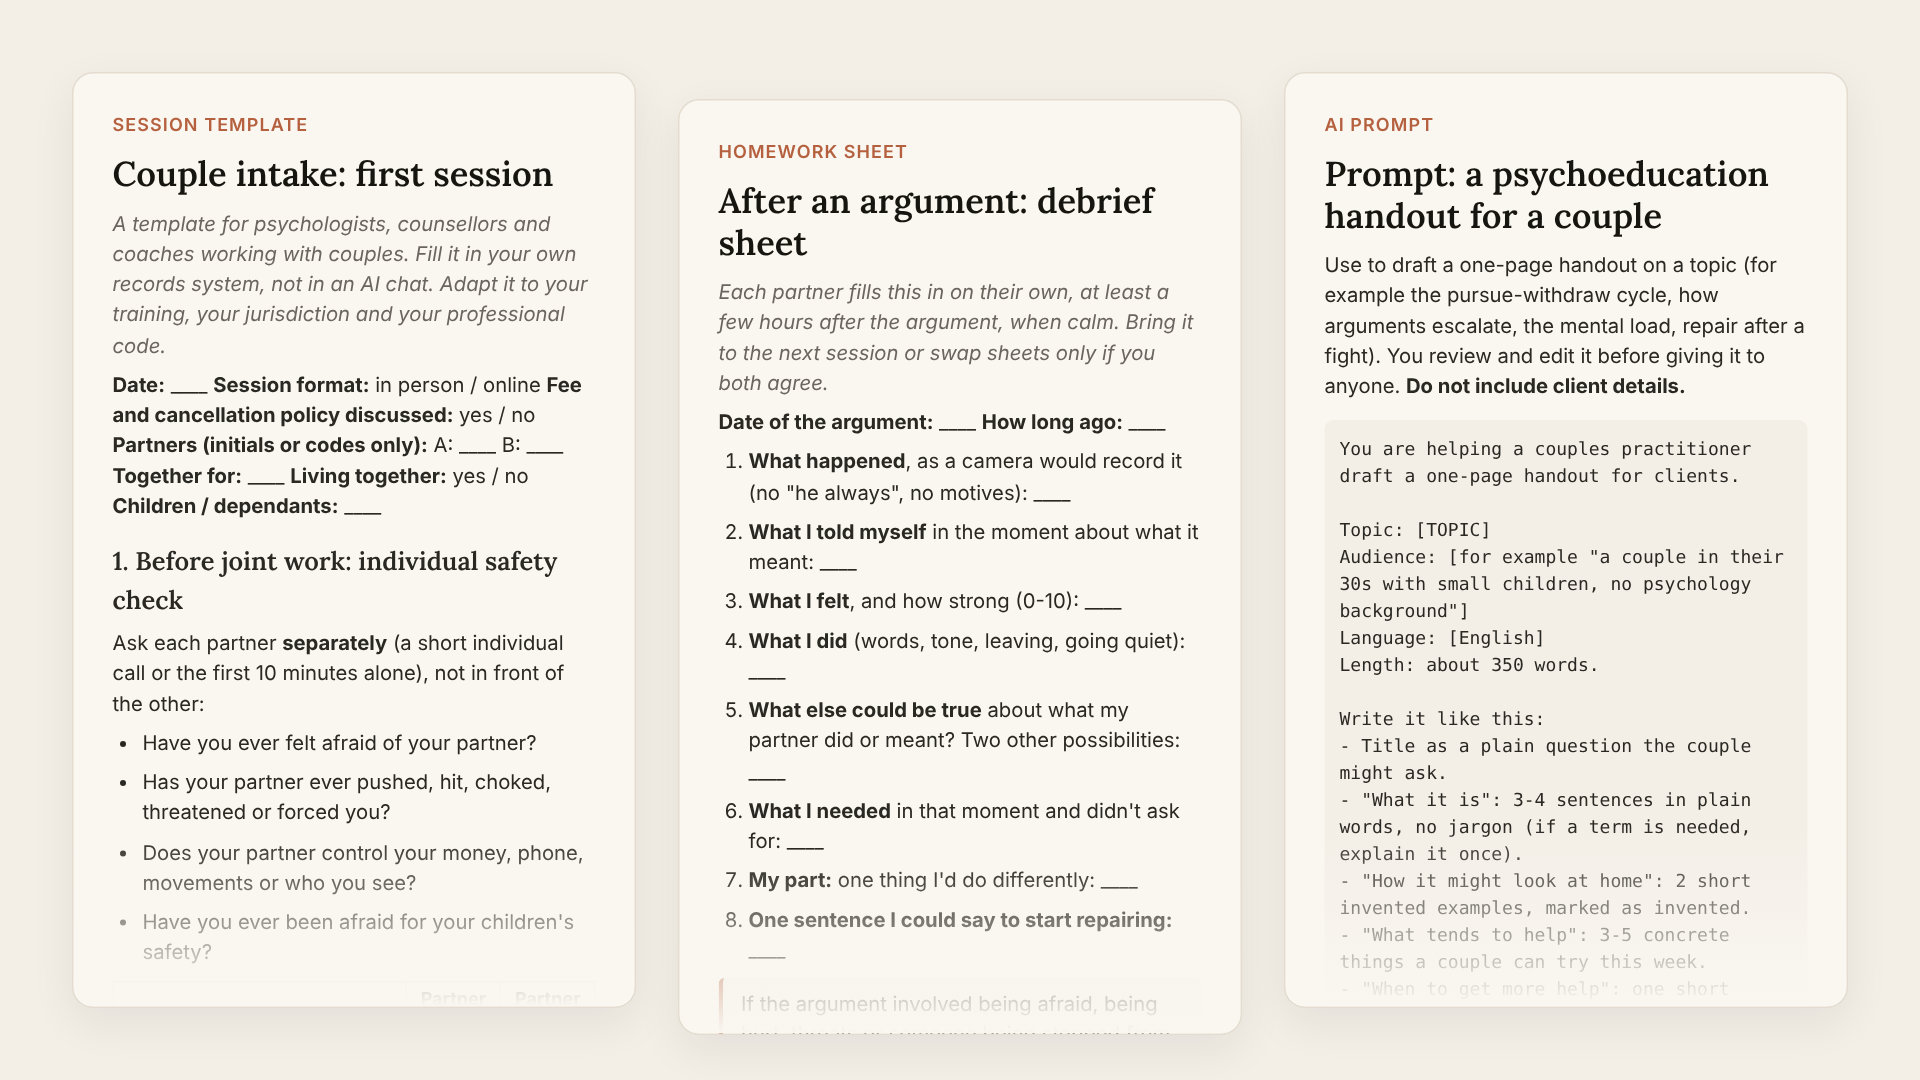 SESSION TEMPLATE
Couple intake: first session
A template for psychologists, counsellors and
coaches working with couples. Fill it in your own
records system, not in an AI chat. Adapt it to your
training, your jurisdiction and your professional
code.
Date: ____ Session format: in person / online Fee
and cancellation policy discussed: yes / no
Partners (initials or codes only): A: ____ B: ____
Together for: ____ Living together: yes / no
Children / dependants: ____
1. Before joint work: individual safety
check
Ask each partner separately (a short individual
call or the first 10 minutes alone), not in front of
the other:
• Have you ever felt afraid of your partner?
• Has your partner ever pushed, hit, choked,
threatened or forced you?
• Does your partner control your money, phone,
movements or who you see?
• Have you ever been afraid for your children's
safety?
Partner Partner
HOMEWORK SHEET
After an argument: debrief
sheet
Each partner fills this in on their own, at least a
few hours after the argument, when calm. Bring it
to the next session or swap sheets only if you
both agree.
Date of the argument: ____ How long ago: ____
1. What happened, as a camera would record it
(no "he always", no motives): ____
2. What I told myself in the moment about what it
meant: ____
3. What I felt, and how strong (0-10): ____
4. What I did (words, tone, leaving, going quiet):
____
5. What else could be true about what my
partner did or meant? Two other possibilities:
____
6. What I needed in that moment and didn't ask
for: ____
7. My part: one thing I'd do differently: ____
8. One sentence I could say to start repairing:
____
If the argument involved being afraid, being
AI PROMPT
Prompt: a psychoeducation
handout for a couple
Use to draft a one-page handout on a topic (for
example the pursue-withdraw cycle, how
arguments escalate, the mental load, repair after a
fight). You review and edit it before giving it to
anyone. Do not include client details.
You are helping a couples practitioner
draft a one-page handout for clients.
Topic: [TOPIC]
Audience: [for example "a couple in their
30s with small children, no psychology
background"]
Language: [English]
Length: about 350 words.
Write it like this:
- Title as a plain question the couple
might ask.
- "What it is": 3-4 sentences in plain
words, no jargon (if a term is needed,
explain it once).
- "How it might look at home": 2 short
invented examples, marked as invented.
- "What tends to help": 3-5 concrete
things a couple can try this week.
- "When to get more help": one short